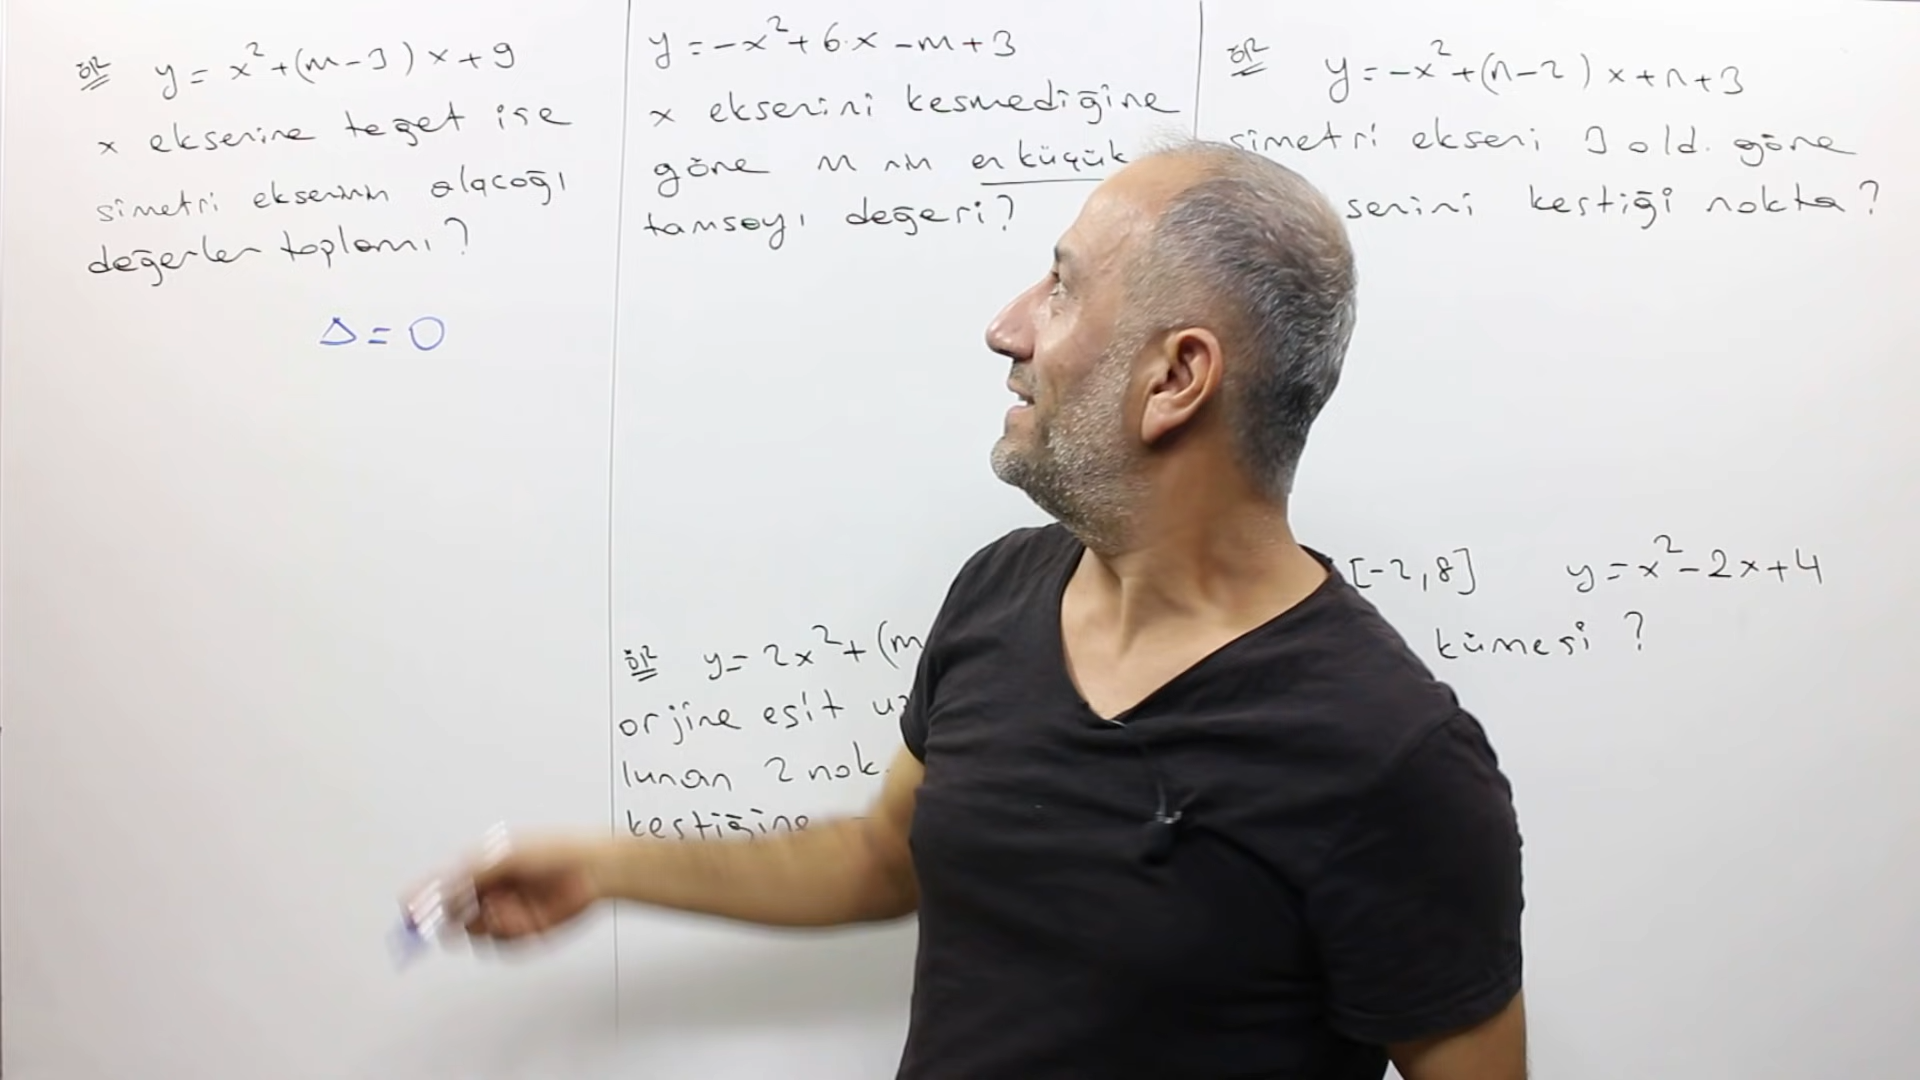 ÖR y = x² + (m-3)x + 9
x eksenine teğet ise
simetri ekseninin alacağı
değerler toplamı?
Δ = 0
y = -x² + 6·x - m + 3
x eksenini kesmediğine
göre m nin en küçük
tamsayı değeri?
ÖR y = 2x² + (m
orjine eşit uz
lunan 2 nok.
kestiğine
ÖR y = -x² + (n-2)x + n + 3
simetri ekseni 3 old. göre
senini kestiği nokta?
[-2,8] y = x² - 2x + 4
kümesi?